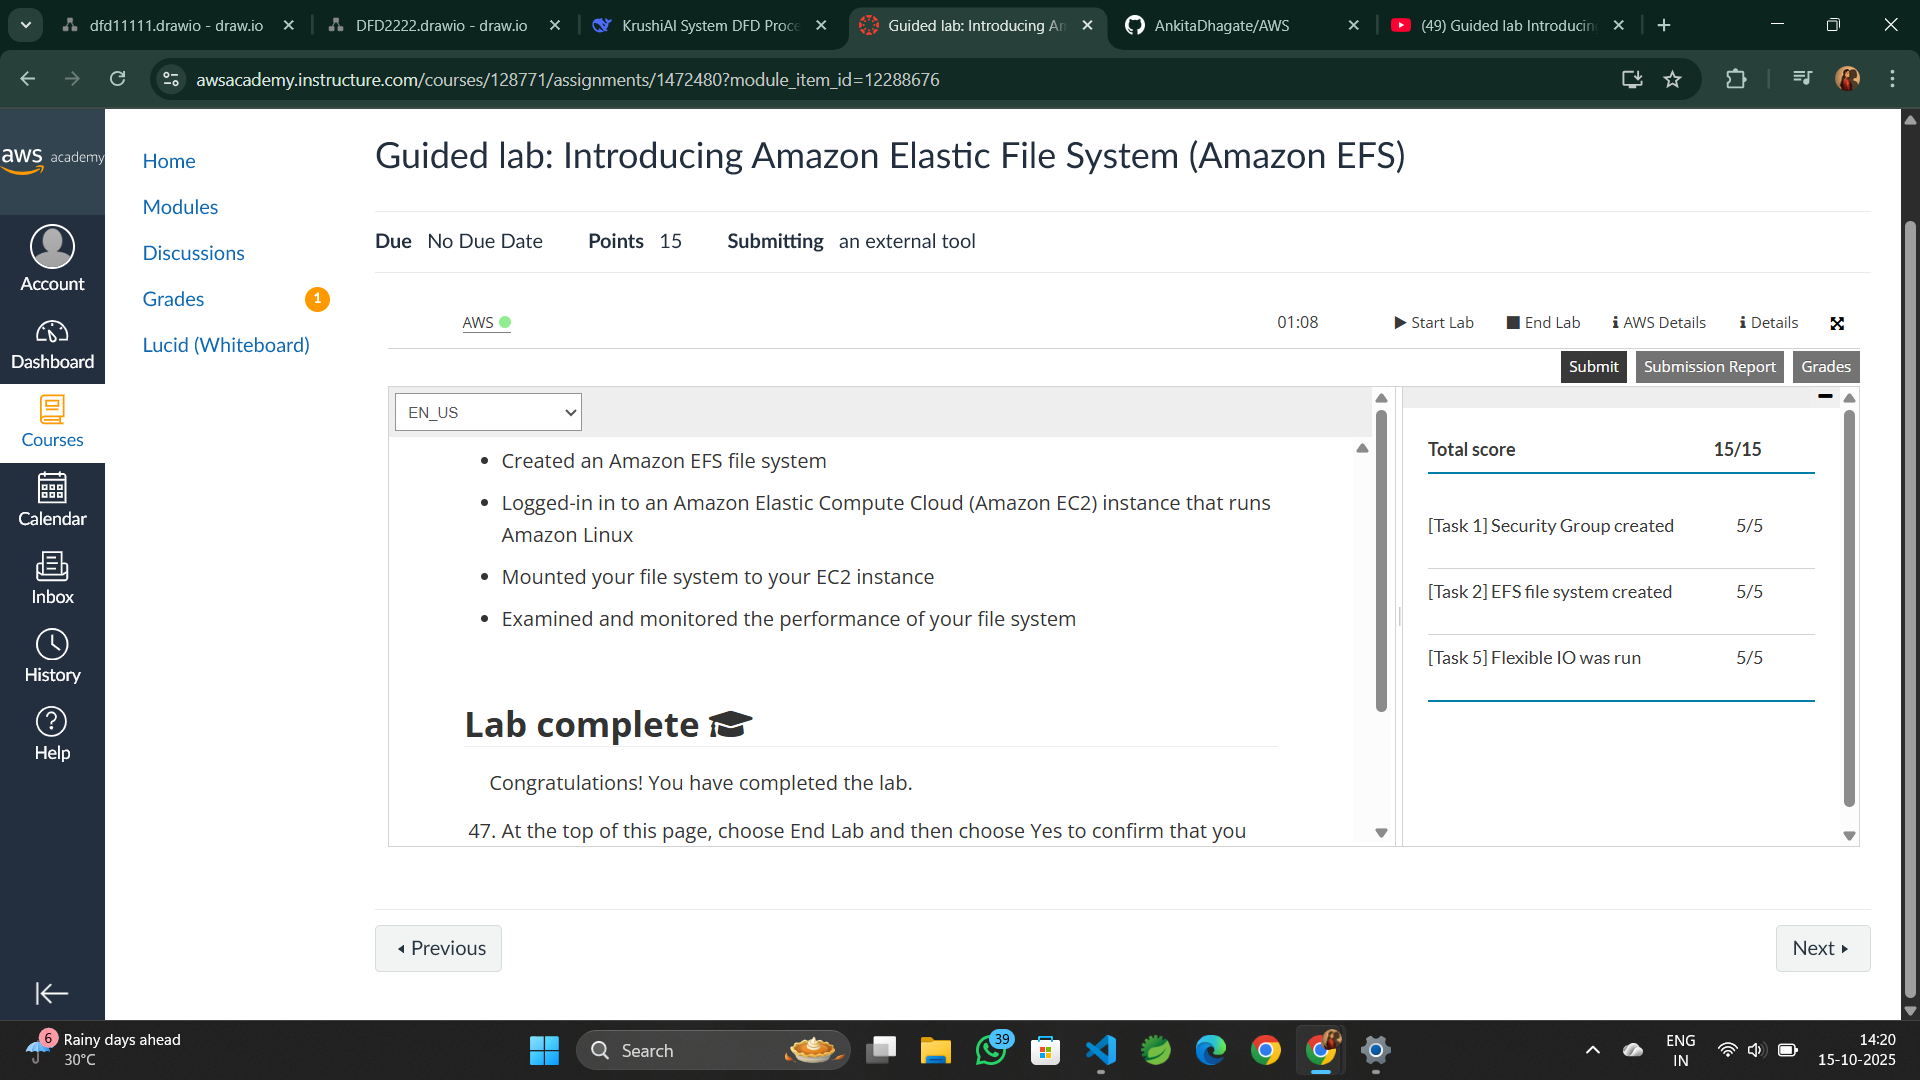 dfd11111.drawio - draw.io
DFD2222.drawio - draw.io
KrushiAI System DFD Proce
Guided lab: Introducing Am
AnkitaDhagate/AWS
(49) Guided lab Introducin
awsacademy.instructure.com/courses/128771/assignments/1472480?module_item_id=12288676
aws academy
Account
Dashboard
Courses
Calendar
Inbox
History
Help
Home
Modules
Discussions
Grades 1
Lucid (Whiteboard)
Guided lab: Introducing Amazon Elastic File System (Amazon EFS)
Due No Due Date Points 15 Submitting an external tool
AWS 01:08 Start Lab End Lab AWS Details Details
Submit Submission Report Grades
EN_US
• Created an Amazon EFS file system
• Logged-in in to an Amazon Elastic Compute Cloud (Amazon EC2) instance that runs
Amazon Linux
• Mounted your file system to your EC2 instance
• Examined and monitored the performance of your file system
Lab complete
Congratulations! You have completed the lab.
47. At the top of this page, choose End Lab and then choose Yes to confirm that you
Total score 15/15
[Task 1] Security Group created 5/5
[Task 2] EFS file system created 5/5
[Task 5] Flexible IO was run 5/5
Previous
Next
6
Rainy days ahead
30°C
Search
39
ENG
IN
14:20
15-10-2025